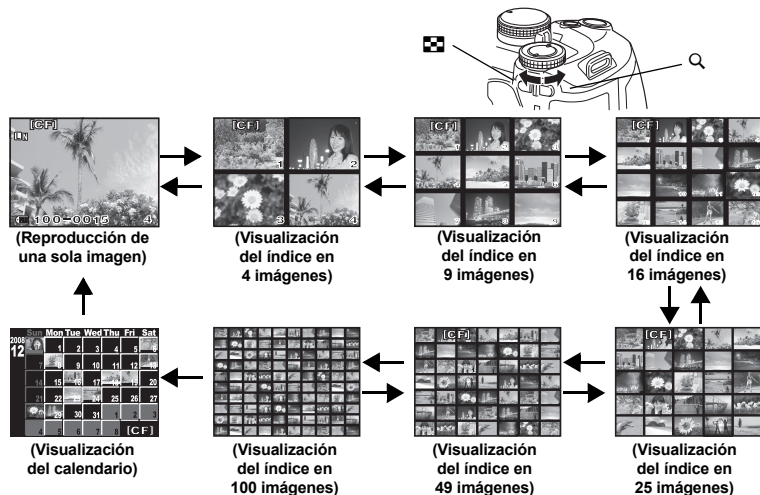 [CF]
L N
100-0015 4
(Reproducción de
una sola imagen)
[CF]
1 2
3 4
(Visualización
del índice en
4 imágenes)
[CF]
(Visualización
del índice en
9 imágenes)
[CF]
(Visualización
del índice en
16 imágenes)
2008
12
Sun Mon Tue Wed Thu Fri Sat
1 2 3 4 5 6
7 8 9 10 11 12 13
14 15 16 17 18 19 20
21 22 23 24 25 26 27
28 29 30 31 1 2 3
4 5 6 7 8 [CF]
(Visualización
del calendario)
(Visualización
del índice en
100 imágenes)
[CF]
(Visualización
del índice en
49 imágenes)
[CF]
(Visualización
del índice en
25 imágenes)